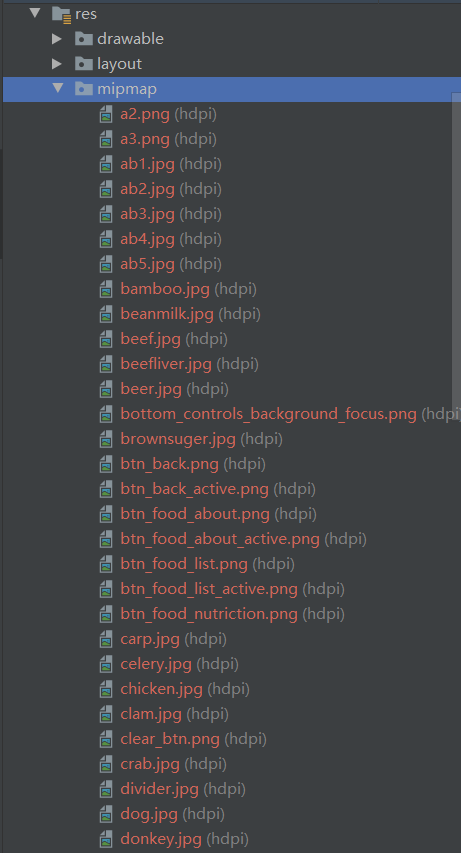 res
drawable
layout
mipmap
a2.png (hdpi)
a3.png (hdpi)
ab1.jpg (hdpi)
ab2.jpg (hdpi)
ab3.jpg (hdpi)
ab4.jpg (hdpi)
ab5.jpg (hdpi)
bamboo.jpg (hdpi)
beanmilk.jpg (hdpi)
beef.jpg (hdpi)
beefliver.jpg (hdpi)
beer.jpg (hdpi)
bottom_controls_background_focus.png (hdpi
brownsuger.jpg (hdpi)
btn_back.png (hdpi)
btn_back_active.png (hdpi)
btn_food_about.png (hdpi)
btn_food_about_active.png (hdpi)
btn_food_list.png (hdpi)
btn_food_list_active.png (hdpi)
btn_food_nutriction.png (hdpi)
carp.jpg (hdpi)
celery.jpg (hdpi)
chicken.jpg (hdpi)
clam.jpg (hdpi)
clear_btn.png (hdpi)
crab.jpg (hdpi)
divider.jpg (hdpi)
dog.jpg (hdpi)
donkey.jpg (hdpi)